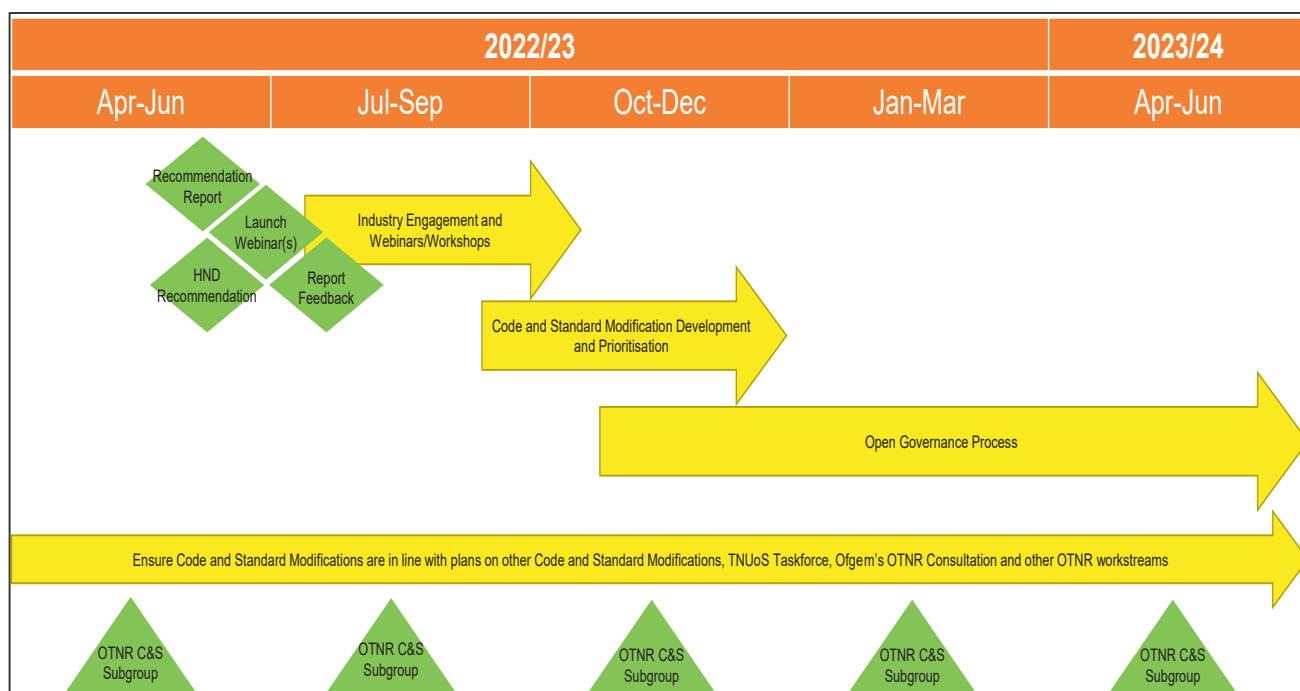 2022/23
2023/24
Apr-Jun
Jul-Sep
Oct-Dec
Jan-Mar
Apr-Jun
Recommendation
Report
Launch
Webinar(s)
HND
Recommendation
Report
Feedback
Industry Engagement and
Webinars/Workshops
Code and Standard Modification Development
and Prioritisation
Open Governance Process
Ensure Code and Standard Modifications are in line with plans on other Code and Standard Modifications, TNUoS Taskforce, Ofgem's OTNR Consultation and other OTNR workstreams
OTNR C&S
Subgroup
OTNR C&S
Subgroup
OTNR C&S
Subgroup
OTNR C&S
Subgroup
OTNR C&S
Subgroup